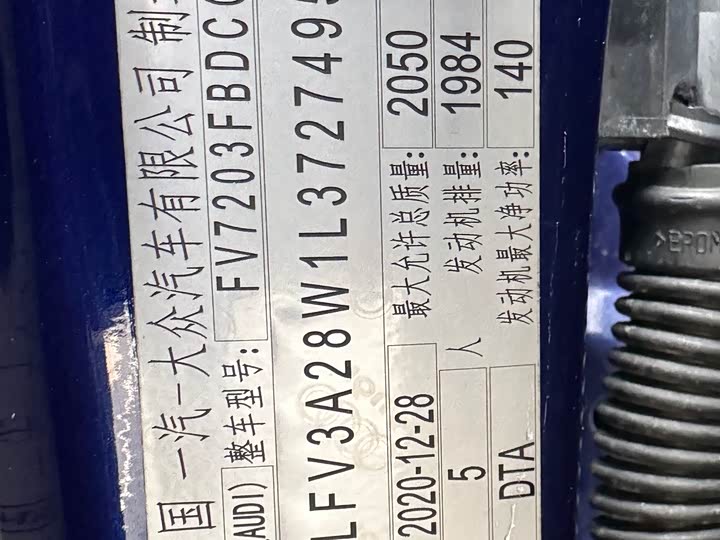 国一汽-大众汽车有限公司 制
AUDI) 整车型号: FV7203FBDC
LFV3A28W1L372749
2020-12-28 最大允许总质量: 2050
5 人 发动机排量: 1984
DTA 发动机最大净功率: 140
>EPDM